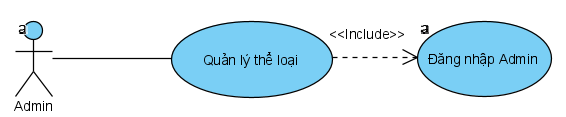 a
Admin
Quản lý thể loại
<<Include>>
a
Đăng nhập Admin